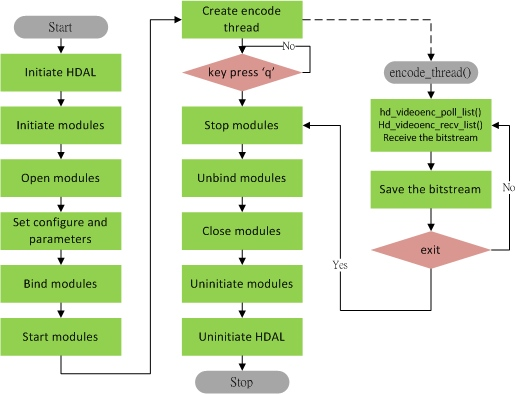 Start
Initiate HDAL
Initiate modules
Open modules
Set configure and
parameters
Bind modules
Start modules
Create encode
thread
No
key press ‘q’
Stop modules
Unbind modules
Close modules
Uninitiate modules
Uninitiate HDAL
Stop
encode_thread()
hd_videoenc_poll_list()
Hd_videoenc_recv_list()
Receive the bitstream
Save the bitstream
No
exit
Yes